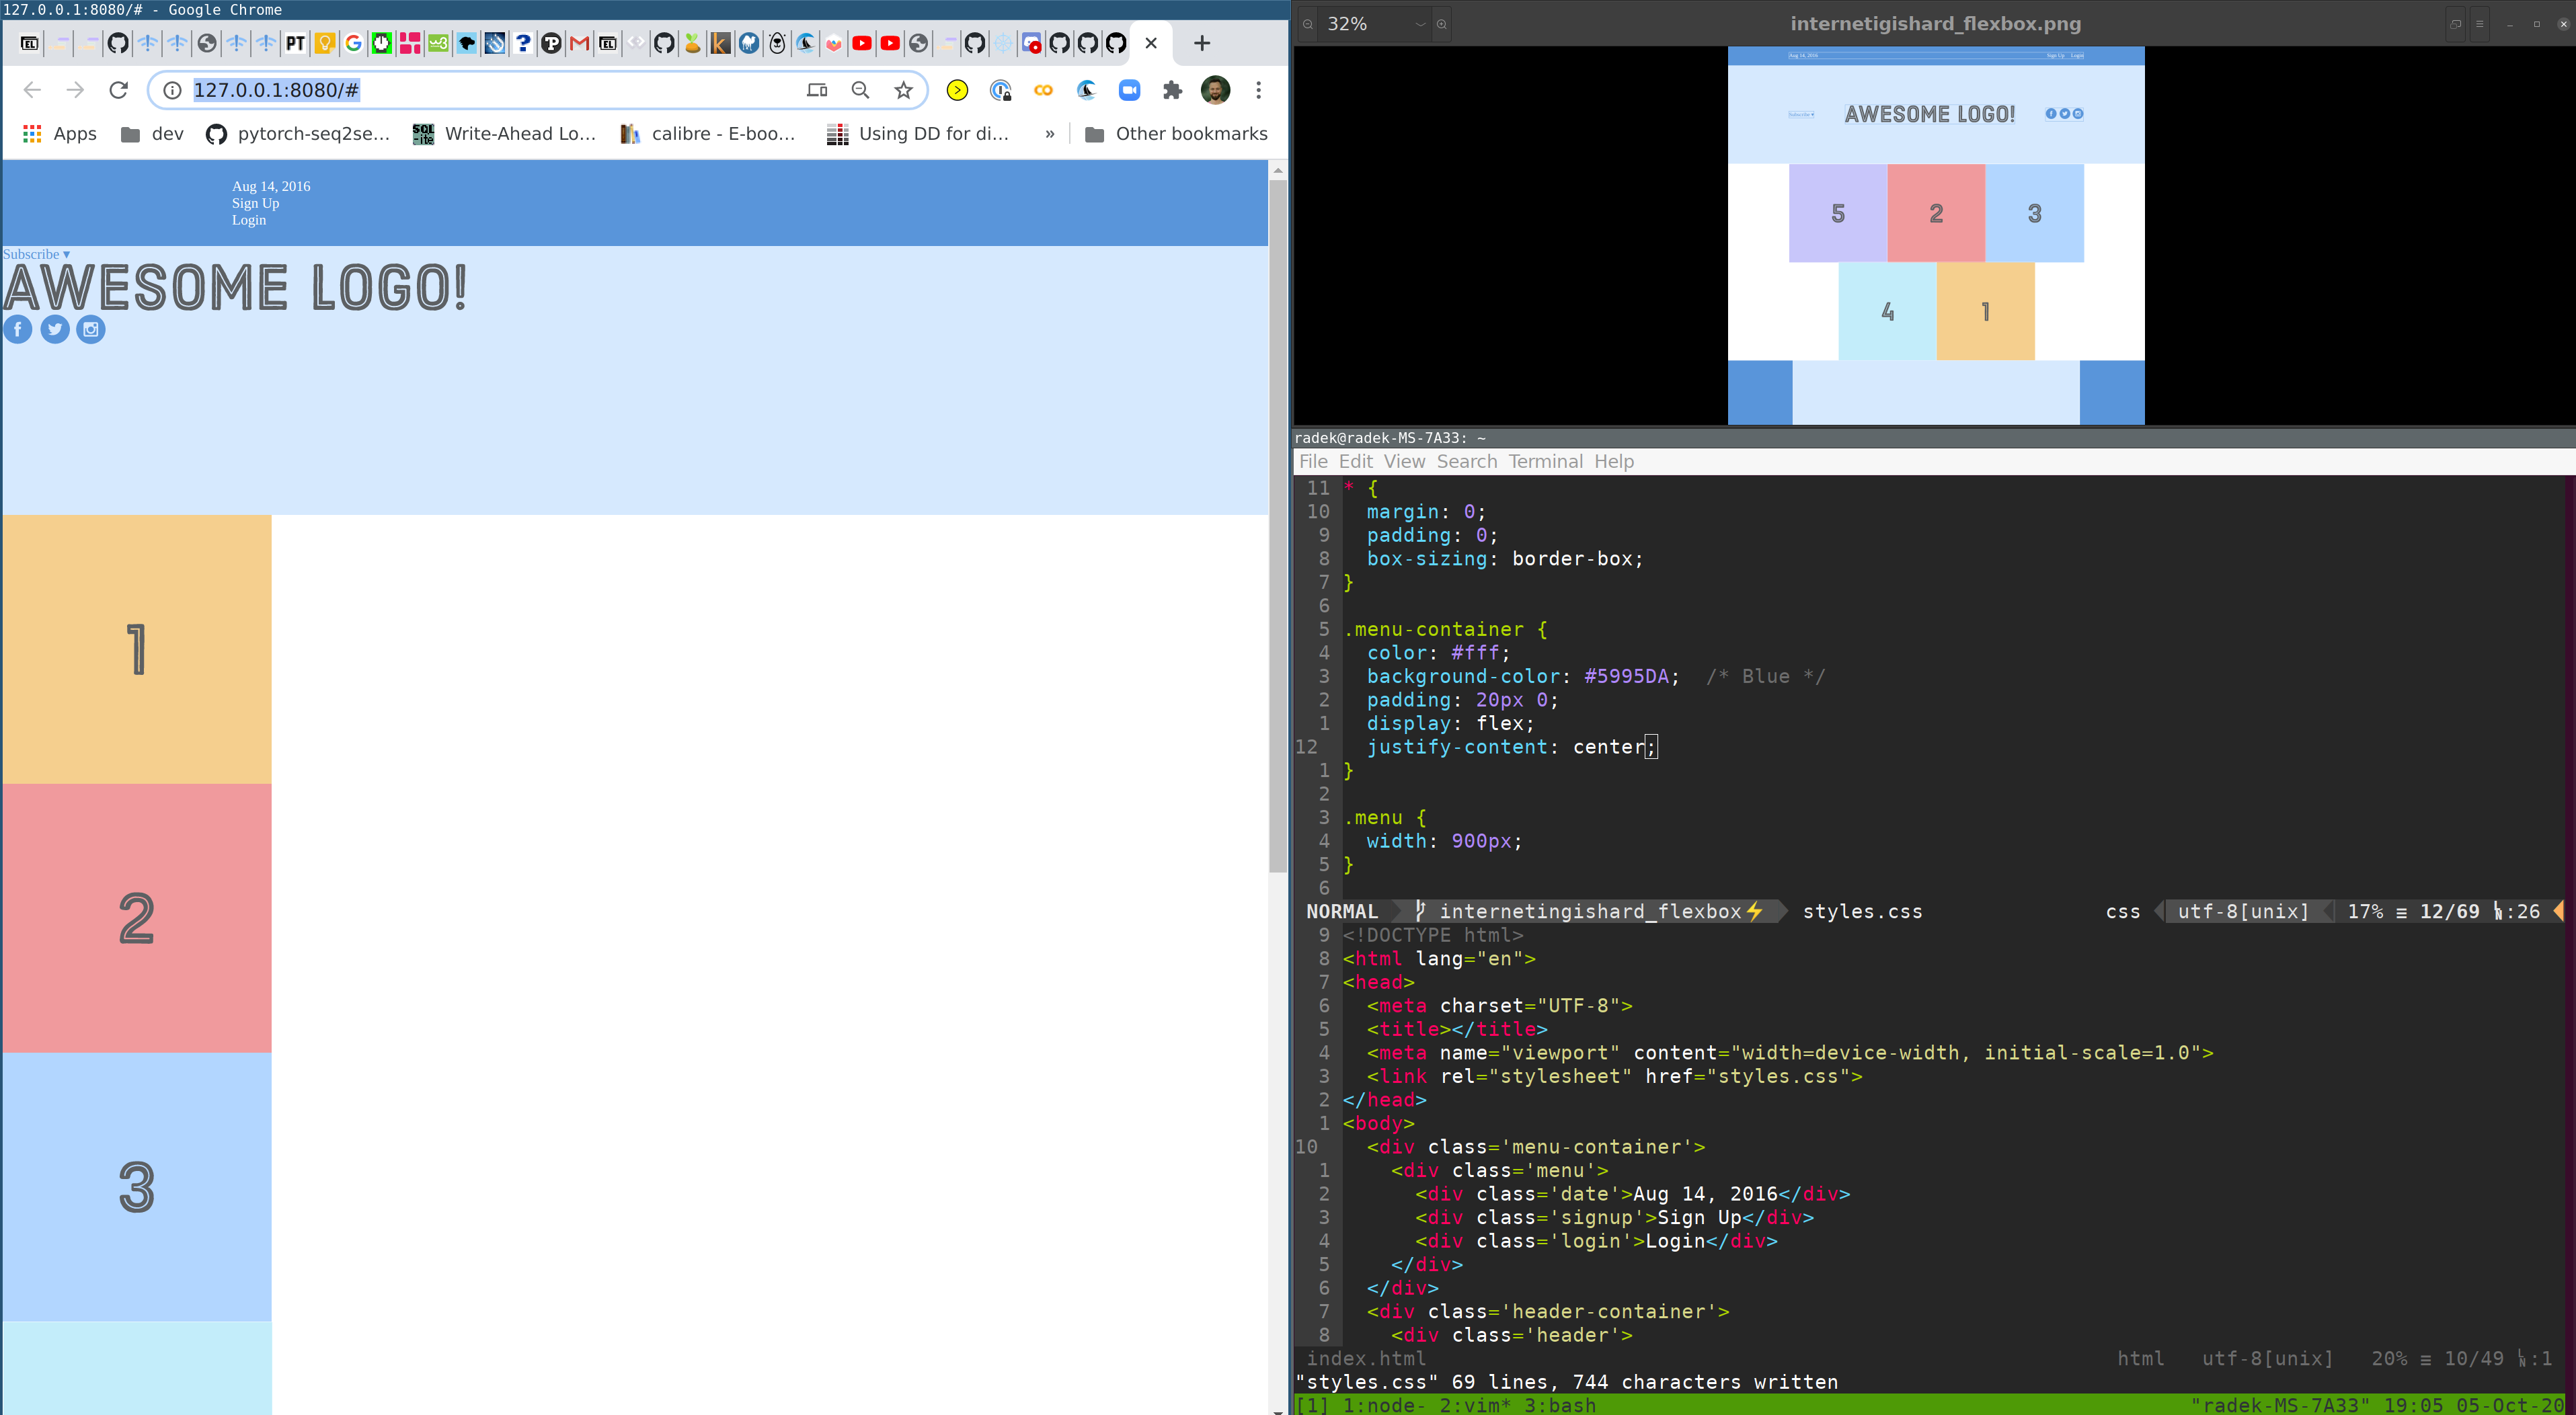 127.0.0.1:8080/# - Google Chrome
127.0.0.1:8080/#
Apps dev pytorch-seq2se... Write-Ahead Lo... calibre - E-boo... Using DD for di... » Other bookmarks
Aug 14, 2016
Sign Up
Login
Subscribe ▾
AWESOME LOGO!
1
2
3
32% internetigishard_flexbox.png
Aug 14, 2016 Sign Up Login
Subscribe ▾ AWESOME LOGO!
5 2 3
4 1
radek@radek-MS-7A33: ~
File Edit View Search Terminal Help
11 * {
10   margin: 0;
9   padding: 0;
8   box-sizing: border-box;
7 }
6
5 .menu-container {
4   color: #fff;
3   background-color: #5995DA;  /* Blue */
2   padding: 20px 0;
1   display: flex;
12   justify-content: center;
1 }
2
3 .menu {
4   width: 900px;
5 }
6
NORMAL internetingishard_flexbox⚡ styles.css css utf-8[unix] 17% ≡ 12/69 :26
9 <!DOCTYPE html>
8 <html lang="en">
7 <head>
6   <meta charset="UTF-8">
5   <title></title>
4   <meta name="viewport" content="width=device-width, initial-scale=1.0">
3   <link rel="stylesheet" href="styles.css">
2 </head>
1 <body>
10   <div class='menu-container'>
1     <div class='menu'>
2       <div class='date'>Aug 14, 2016</div>
3       <div class='signup'>Sign Up</div>
4       <div class='login'>Login</div>
5     </div>
6   </div>
7   <div class='header-container'>
8     <div class='header'>
index.html html utf-8[unix] 20% ≡ 10/49 :1
"styles.css" 69 lines, 744 characters written
[1] 1:node- 2:vim* 3:bash "radek-MS-7A33" 19:05 05-Oct-20